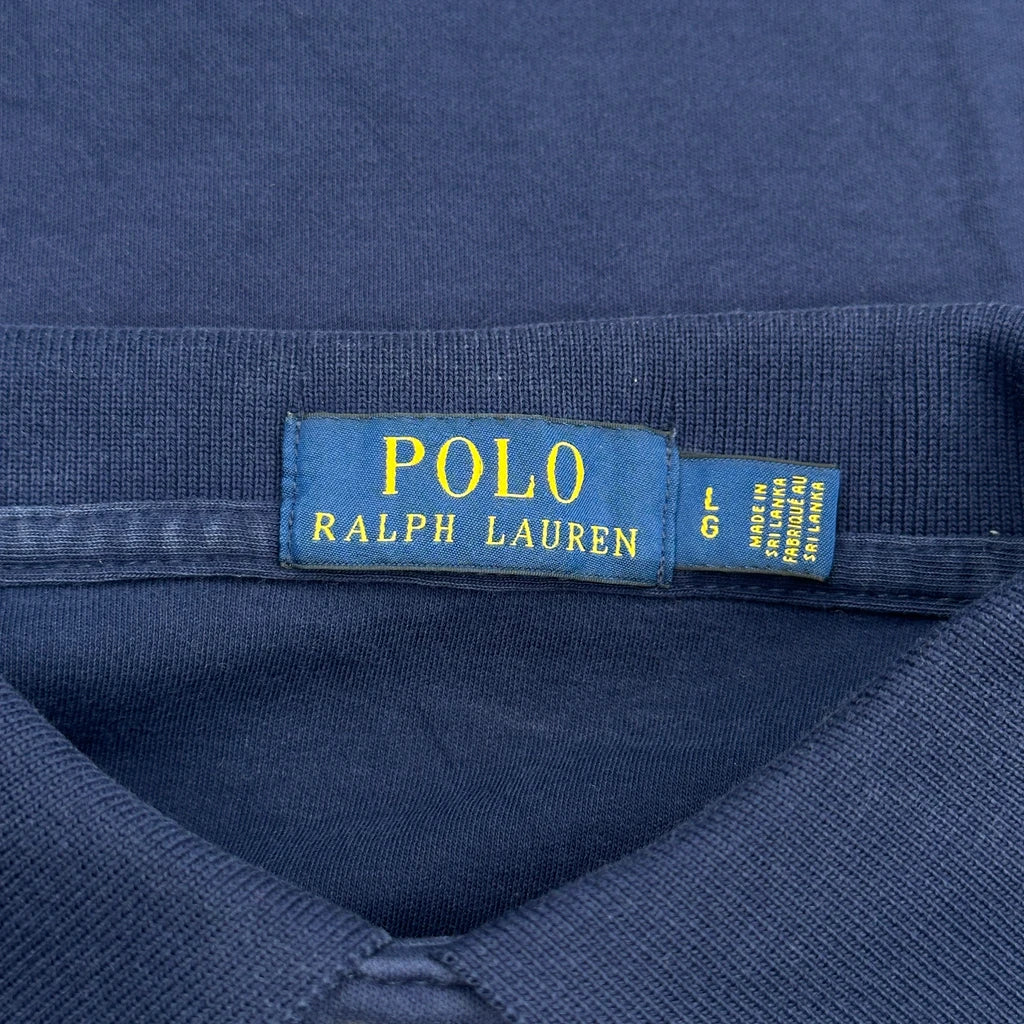 POLO
RALPH LAUREN
L
G
MADE IN
SRI LANKA
FABRIQUÉ AU
SRI LANKA